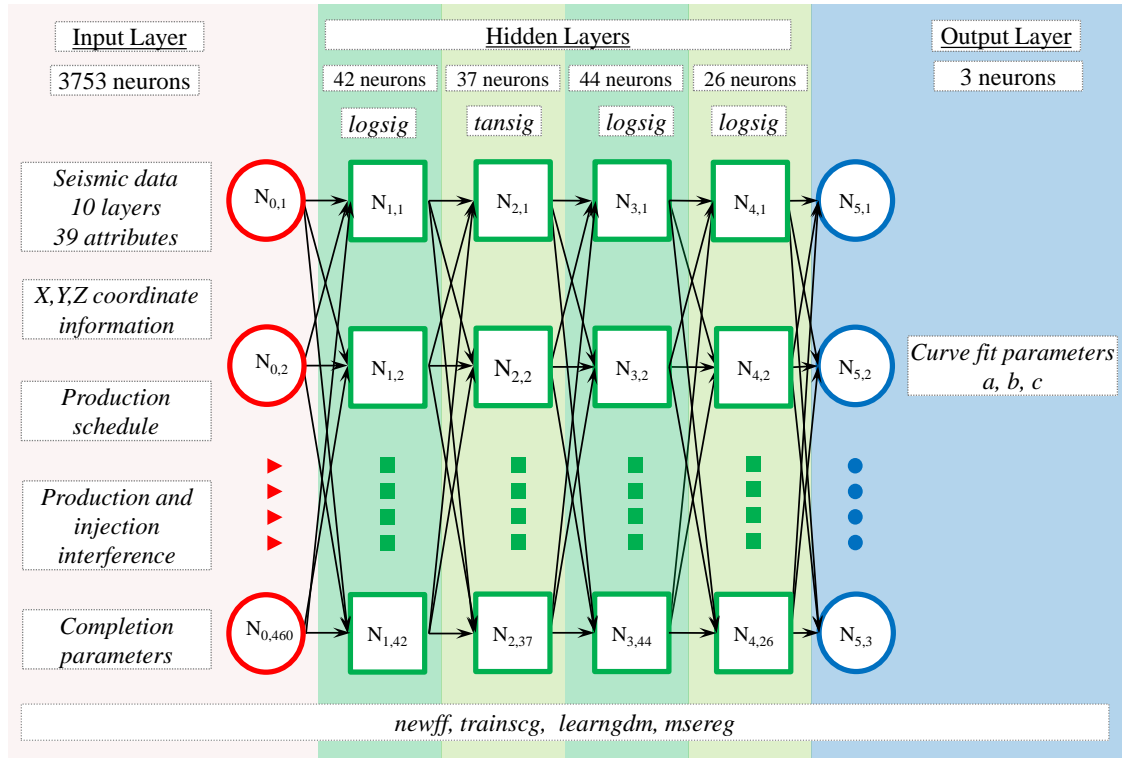 Input Layer
Hidden Layers
Output Layer
3753 neurons
42 neurons
37 neurons
44 neurons
26 neurons
3 neurons
logsig
tansig
logsig
logsig
Seismic data
10 layers
39 attributes
N0,1
N1,1
N2,1
N3,1
N4,1
N5,1
X,Y,Z coordinate
information
N0,2
N1,2
N2,2
N3,2
N4,2
N5,2
Curve fit parameters
a, b, c
Production
schedule
Production and
injection
interference
Completion
parameters
N0,460
N1,42
N2,37
N3,44
N4,26
N5,3
newff, trainscg, learngdm, msereg